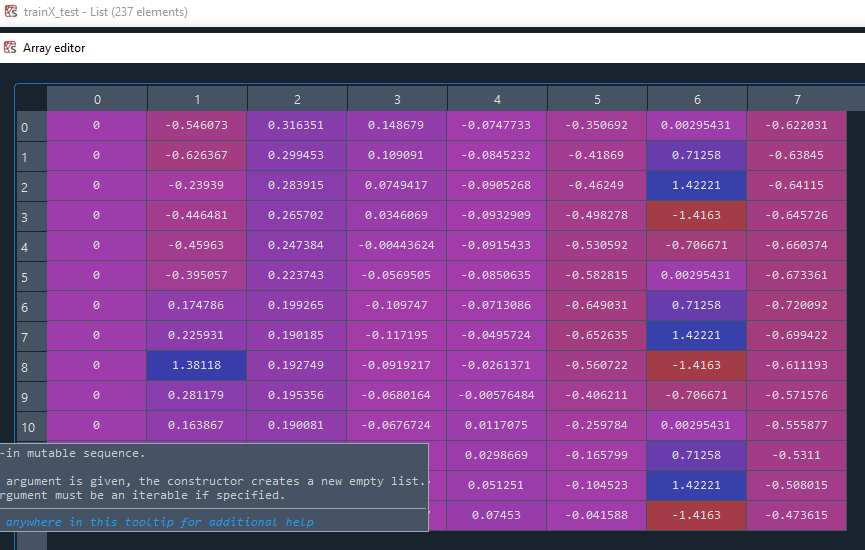 trainX_test - List (237 elements)
Array editor
0 1 2 3 4 5 6 7
0 0 -0.546073 0.316351 0.148679 -0.0747733 -0.350692 0.00295431 -0.622031
1 0 -0.626367 0.299453 0.109091 -0.0845232 -0.41869 0.71258 -0.63845
2 0 -0.23939 0.283915 0.0749417 -0.0905268 -0.46249 1.42221 -0.64115
3 0 -0.446481 0.265702 0.0346069 -0.0932909 -0.498278 -1.4163 -0.645726
4 0 -0.45963 0.247384 -0.00443624 -0.0915433 -0.530592 -0.706671 -0.660374
5 0 -0.395057 0.223743 -0.0569505 -0.0850635 -0.582815 0.00295431 -0.673361
6 0 0.174786 0.199265 -0.109747 -0.0713086 -0.649031 0.71258 -0.720092
7 0 0.225931 0.190185 -0.117195 -0.0495724 -0.652635 1.42221 -0.699422
8 0 1.38118 0.192749 -0.0919217 -0.0261371 -0.560722 -1.4163 -0.611193
9 0 0.281179 0.195356 -0.0680164 -0.00576484 -0.406211 -0.706671 -0.571576
10 0 0.163867 0.190081 -0.0676724 0.0117075 -0.259784 0.00295431 -0.555877
-in mutable sequence. 0.0298669 -0.165799 0.71258 -0.5311
argument is given, the constructor creates a new empty list. 0.051251 -0.104523 1.42221 -0.508015
rgument must be an iterable if specified. 0.07453 -0.041588 -1.4163 -0.473615
anywhere in this tooltip for additional help